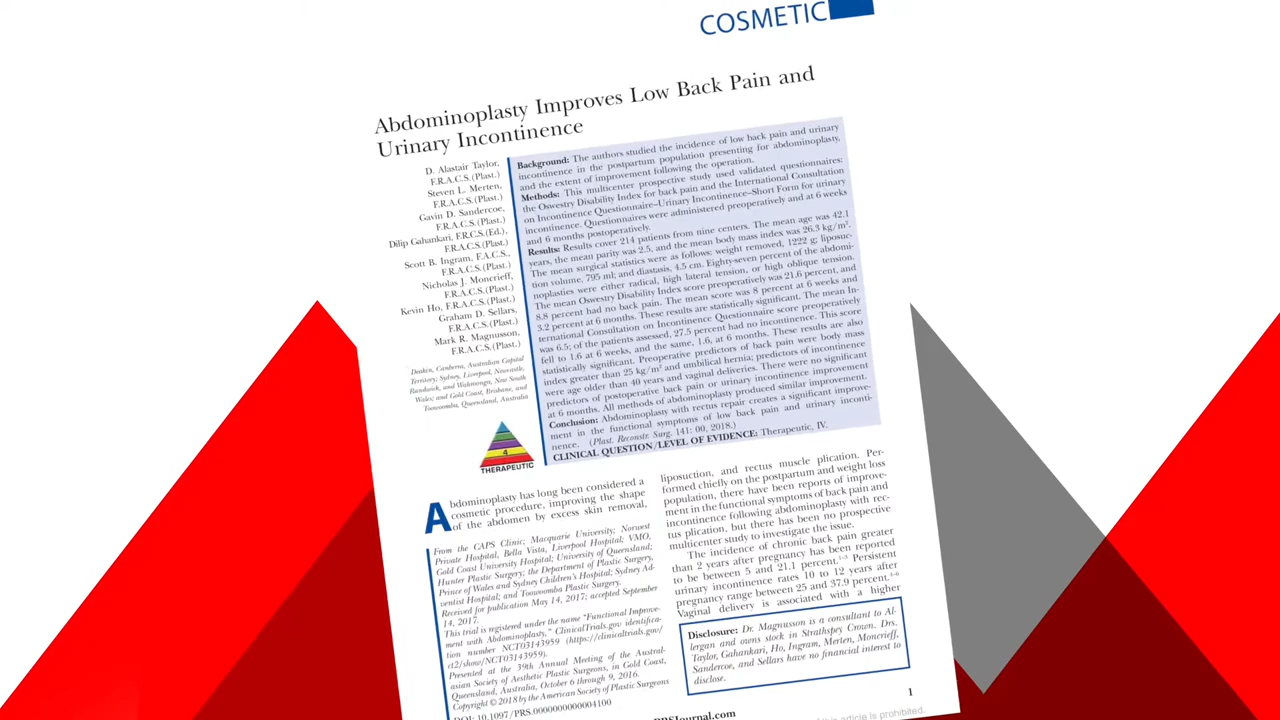 COSMETIC
Abdominoplasty Improves Low Back Pain and
Urinary Incontinence
D. Alastair Taylor,
F.R.A.C.S.(Plast.)
Steven L. Merten,
F.R.A.C.S.(Plast.)
Gavin D. Sandercoe,
F.R.A.C.S.(Plast.)
Dilip Gahankari, F.R.C.S.(Ed.),
F.R.A.C.S.(Plast.)
Scott B. Ingram, F.A.C.S.,
F.R.A.C.S.(Plast.)
Nicholas J. Moncrieff,
F.R.A.C.S.(Plast.)
Kevin Ho, F.R.A.C.S.(Plast.)
Graham D. Sellars,
F.R.A.C.S.(Plast.)
Mark R. Magnusson,
F.R.A.C.S.(Plast.)
Deakin, Canberra, Australian Capital
Territory; Sydney, Liverpool, Newcastle,
Randwick, and Wahroonga, New South
Wales; and Gold Coast, Brisbane, and
Toowoomba, Queensland, Australia
Background: The authors studied the incidence of low back pain and urinary
incontinence in the postpartum population presenting for abdominoplasty,
and the extent of improvement following the operation.
Methods: This multicenter prospective study used validated questionnaires:
the Oswestry Disability Index for back pain and the International Consultation
on Incontinence Questionnaire–Urinary Incontinence–Short Form for urinary
incontinence. Questionnaires were administered preoperatively and at 6 weeks
and 6 months postoperatively.
Results: Results cover 214 patients from nine centers. The mean age was 42.1
years, the mean parity was 2.5, and the mean body mass index was 26.3 kg/m².
The mean surgical statistics were as follows: weight removed, 1222 g; liposuc-
tion volume, 795 ml; and diastasis, 4.5 cm. Eighty-seven percent of the abdomi-
noplasties were either radical, high lateral tension, or high oblique tension.
The mean Oswestry Disability Index score preoperatively was 21.6 percent, and
8.8 percent had no back pain. The mean score was 8 percent at 6 weeks and
3.2 percent at 6 months. These results are statistically significant. The mean In-
ternational Consultation on Incontinence Questionnaire score preoperatively
was 6.5; of the patients assessed, 27.5 percent had no incontinence. This score
fell to 1.6 at 6 weeks, and the same, 1.6, at 6 months. These results are also
statistically significant. Preoperative predictors of back pain were body mass
index greater than 25 kg/m² and umbilical hernia; predictors of incontinence
were age older than 40 years and vaginal deliveries. There were no significant
predictors of postoperative back pain or urinary incontinence improvement
at 6 months. All methods of abdominoplasty produced similar improvement.
Conclusion: Abdominoplasty with rectus repair creates a significant improve-
ment in the functional symptoms of low back pain and urinary inconti-
nence. (Plast. Reconstr. Surg. 141: 00, 2018.)
CLINICAL QUESTION/LEVEL OF EVIDENCE: Therapeutic, IV.
4
THERAPEUTIC
Abdominoplasty has long been considered a
cosmetic procedure, improving the shape
of the abdomen by excess skin removal,
From the CAPS Clinic; Macquarie University; Norwest
Private Hospital, Bella Vista, Liverpool Hospital; VMO,
Gold Coast University Hospital; University of Queensland;
Hunter Plastic Surgery; the Department of Plastic Surgery,
Prince of Wales and Sydney Children's Hospital; Sydney Ad-
ventist Hospital; and Toowoomba Plastic Surgery.
Received for publication May 14, 2017; accepted September
14, 2017.
This trial is registered under the name "Functional Improve-
ment with Abdominoplasty," ClinicalTrials.gov identifica-
tion number NCT03143959 (https://clinicaltrials.gov/
ct2/show/NCT03143959).
Presented at the 39th Annual Meeting of the Austral-
asian Society of Aesthetic Plastic Surgeons, in Gold Coast,
Queensland, Australia, October 6 through 9, 2016.
Copyright © 2018 by the American Society of Plastic Surgeons
DOI: 10.1097/PRS.0000000000004100
liposuction, and rectus muscle plication. Per-
formed chiefly on the postpartum and weight loss
population, there have been reports of improve-
ment in the functional symptoms of back pain and
incontinence following abdominoplasty with rec-
tus plication, but there has been no prospective
multicenter study to investigate the issue.
The incidence of chronic back pain greater
than 2 years after pregnancy has been reported
to be between 5 and 21.1 percent.¹⁻³ Persistent
urinary incontinence rates 10 to 12 years after
pregnancy range between 25 and 37.9 percent.⁴⁻⁶
Vaginal delivery is associated with a higher
Disclosure: Dr. Magnusson is a consultant to Al-
lergan and owns stock in Strathspey Crown. Drs.
Taylor, Gahankari, Ho, Ingram, Merten, Moncrieff,
Sandercoe, and Sellars have no financial interest to
disclose.
1
PRSJournal.com
of this article is prohibited.